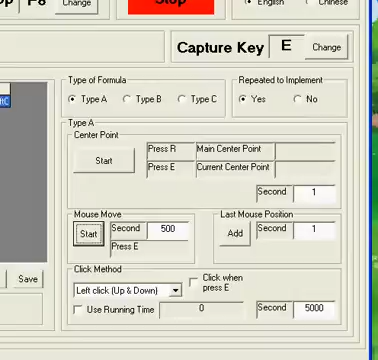 F8 Change Stop English Chinese
Capture Key E Change
Type of Formula Repeated to Implement
Type A Type B Type C Yes No
Type A
Center Point
Start Press R Main Center Point
Press E Current Center Point
Second 1
Mouse Move Last Mouse Position
Start Second 500 Add Second 1
Press E
Click Method
Left click (Up & Down) Click when press E
Save Use Running Time 0 Second 5000